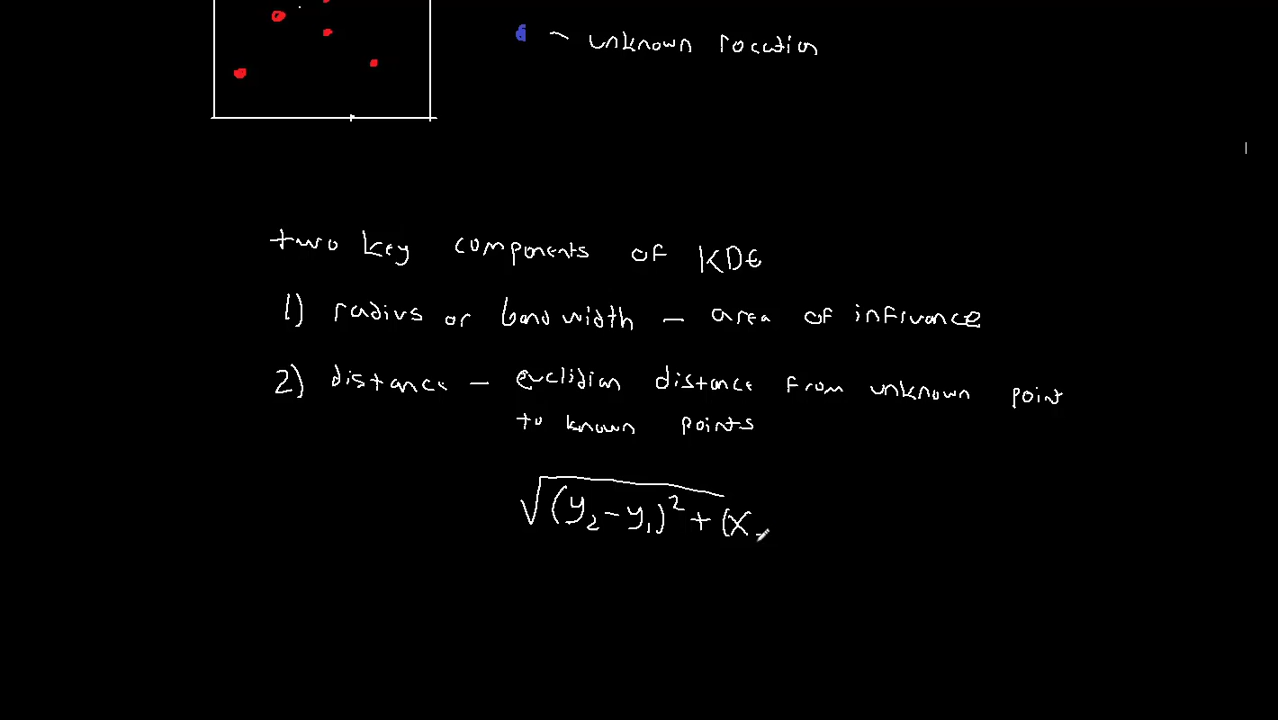 ~ unknown location
two key components of KDE
1) radius or bandwidth - area of influance
2) distance - euclidian distance from unknown point
to known points
√(y₂-y₁)²+(x